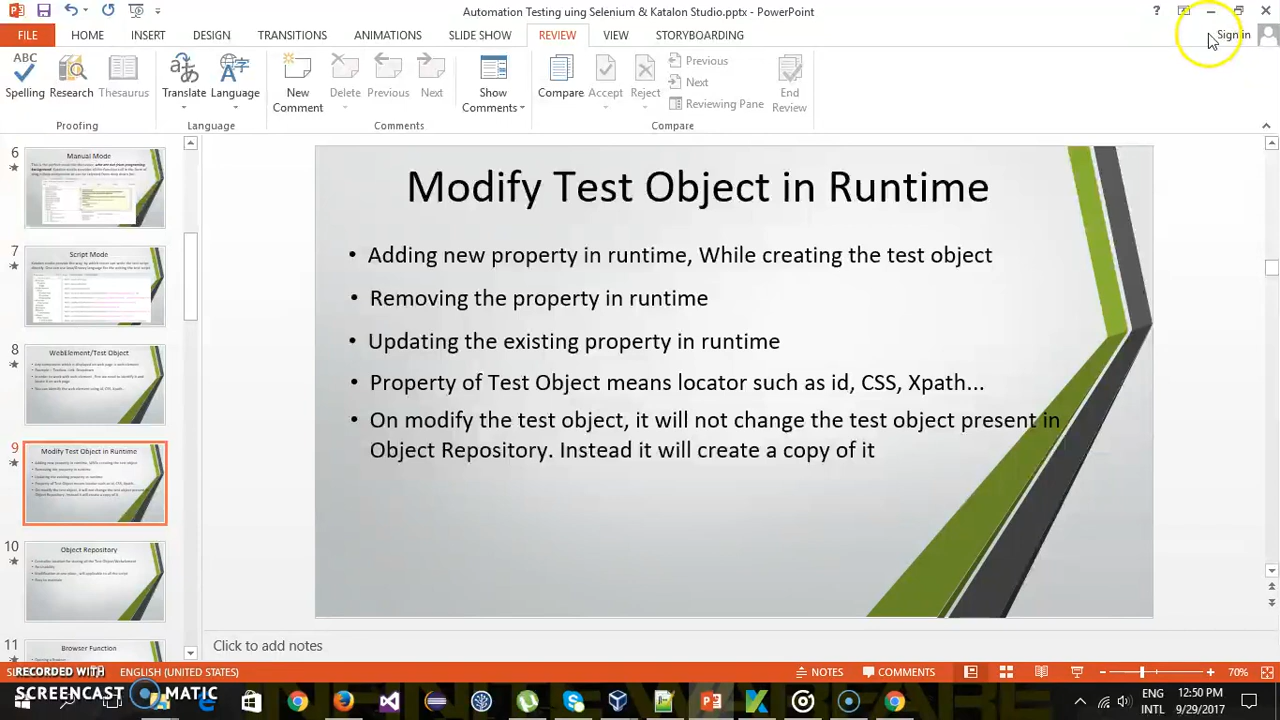 Automation Testing uing Selenium & Katalon Studio.pptx - PowerPoint
?
FILE HOME INSERT DESIGN TRANSITIONS ANIMATIONS SLIDE SHOW REVIEW VIEW STORYBOARDING
Sign in
ABC
Spelling Research Thesaurus Translate Language New Comment Delete Previous Next Show Comments Compare Accept Reject Previous Next Reviewing Pane End Review
Proofing Language Comments Compare
6
Manual Mode
7
Script Mode
8
WebElement/Test Object
9
Modify Test Object in Runtime
10
Object Repository
11
Browser Function
Modify Test Object in Runtime
• Adding new property in runtime, While creating the test object
• Removing the property in runtime
• Updating the existing property in runtime
• Property of Test Object means locator such as id, CSS, Xpath...
• On modify the test object, it will not change the test object present in
Object Repository. Instead it will create a copy of it
Click to add notes
ENGLISH (UNITED STATES) NOTES COMMENTS 70%
RECORDED WITH
SCREENCAST MATIC
ENG
INTL
12:50 PM
9/29/2017